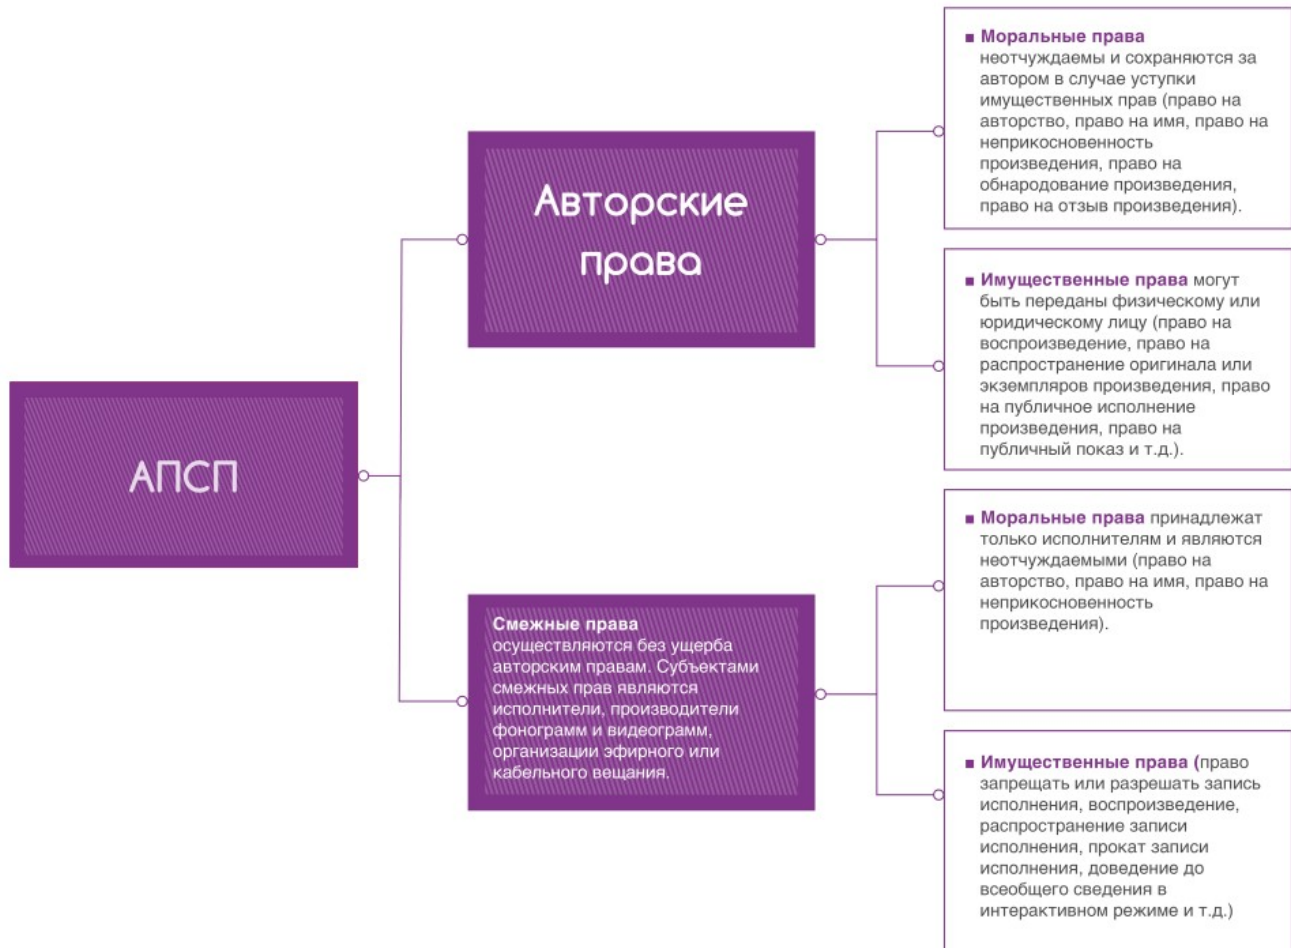 АПСП
Авторские
права
■ Моральные права
неотчуждаемы и сохраняются за
автором в случае уступки
имущественных прав (право на
авторство, право на имя, право на
неприкосновенность
произведения, право на
обнародование произведения,
право на отзыв произведения).
■ Имущественные права могут
быть переданы физическому или
юридическому лицу (право на
воспроизведение, право на
распространение оригинала или
экземпляров произведения, право
на публичное исполнение
произведения, право на
публичный показ и т.д.).
Смежные права
осуществляются без ущерба
авторским правам. Субъектами
смежных прав являются
исполнители, производители
фонограмм и видеограмм,
организации эфирного или
кабельного вещания.
■ Моральные права принадлежат
только исполнителям и являются
неотчуждаемыми (право на
авторство, право на имя, право на
неприкосновенность
произведения).
■ Имущественные права (право
запрещать или разрешать запись
исполнения, воспроизведение,
распространение записи
исполнения, прокат записи
исполнения, доведение до
всеобщего сведения в
интерактивном режиме и т.д.)